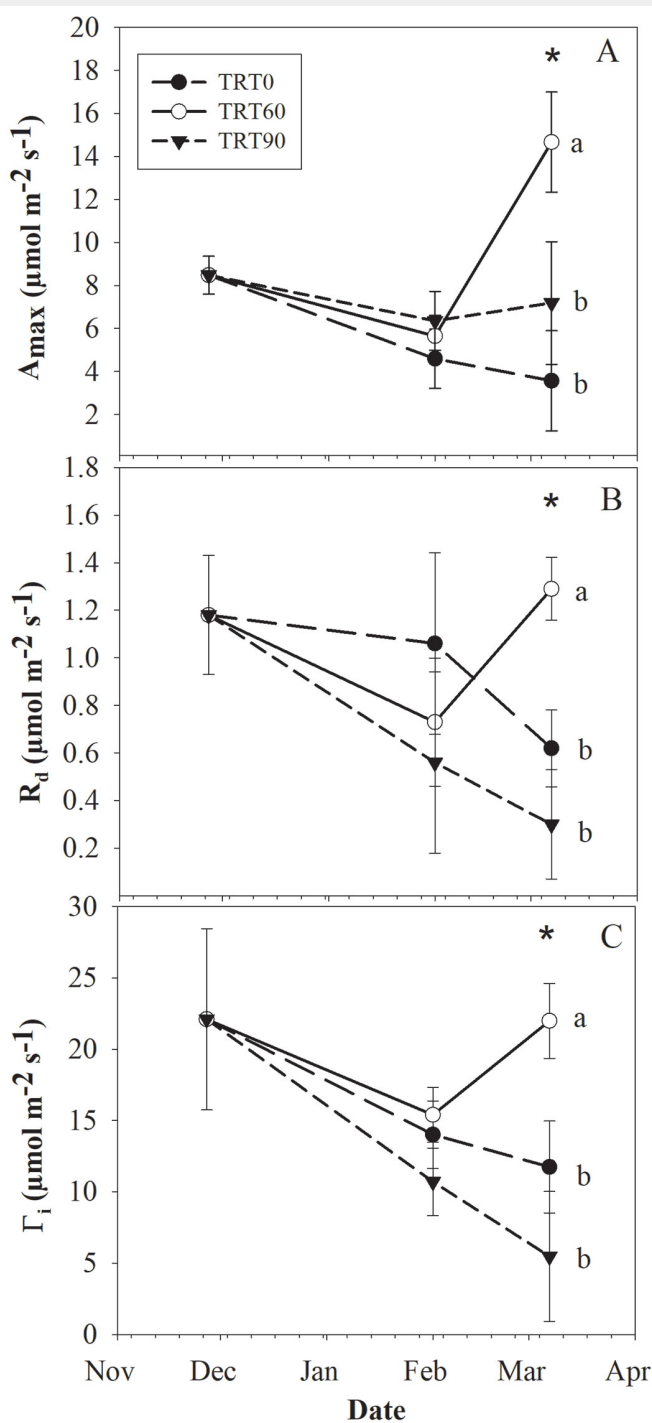 20
18
16
14
12
10
8
6
4
2
Amax (µmol m-2 s-1)
TRT0
TRT60
TRT90
* A
a
b
b
1.8
1.6
1.4
1.2
1.0
0.8
0.6
0.4
0.2
Rd (µmol m-2 s-1)
* B
a
b
b
30
25
20
15
10
5
0
Γi (µmol m-2 s-1)
* C
a
b
b
Nov Dec Jan Feb Mar Apr
Date